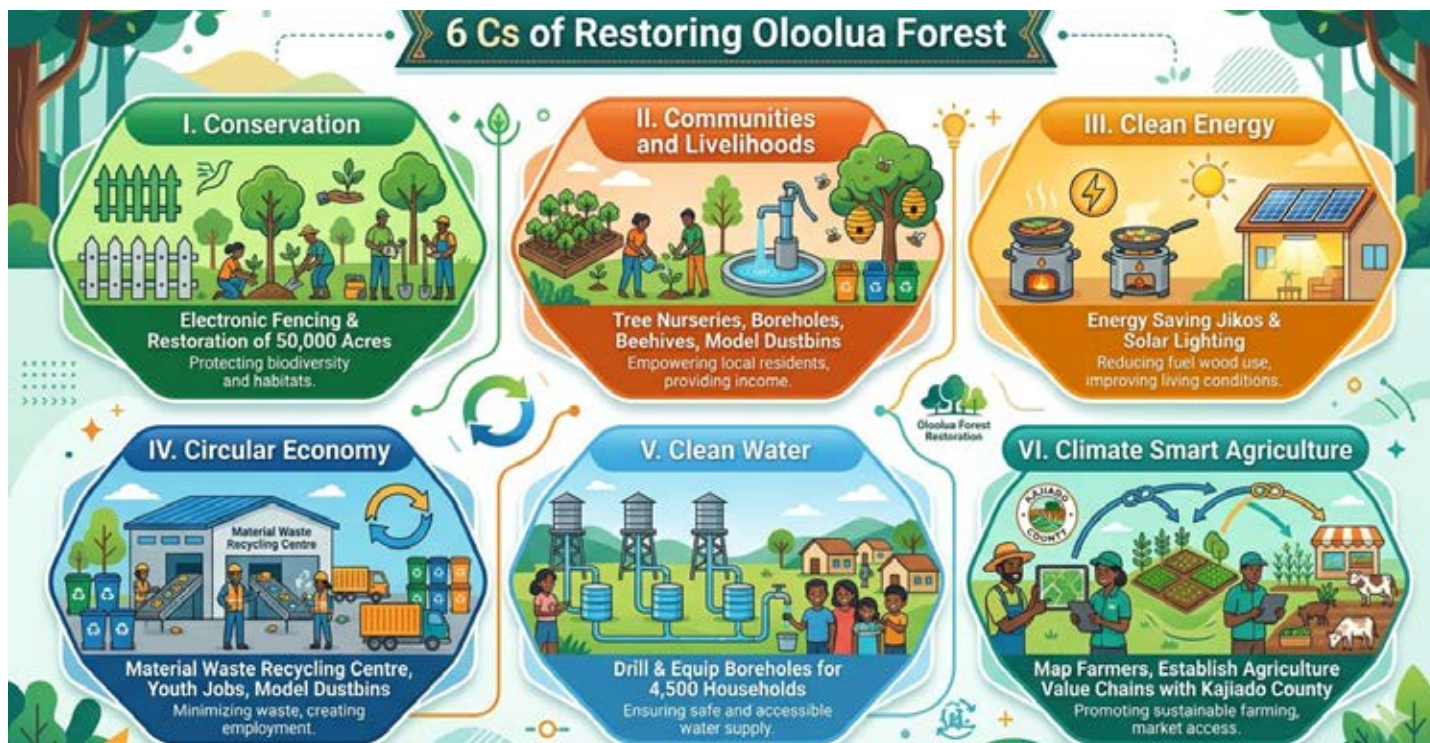 6 Cs of Restoring Oloolua Forest
I. Conservation
Electronic Fencing &
Restoration of 50,000 Acres
Protecting biodiversity
and habitats.
II. Communities
and Livelihoods
Tree Nurseries, Boreholes,
Beehives, Model Dustbins
Empowering local residents,
providing income.
III. Clean Energy
Energy Saving Jikos &
Solar Lighting
Reducing fuel wood use,
improving living conditions.
Oloolua Forest
Restoration
IV. Circular Economy
Material Waste
Recycling Centre
Material Waste Recycling Centre,
Youth Jobs, Model Dustbins
Minimizing waste, creating
employment.
V. Clean Water
Drill & Equip Boreholes for
4,500 Households
Ensuring safe and accessible
water supply.
VI. Climate Smart Agriculture
KAJIADO
COUNTY
Map Farmers, Establish Agriculture
Value Chains with Kajiado County
Promoting sustainable farming,
market access.